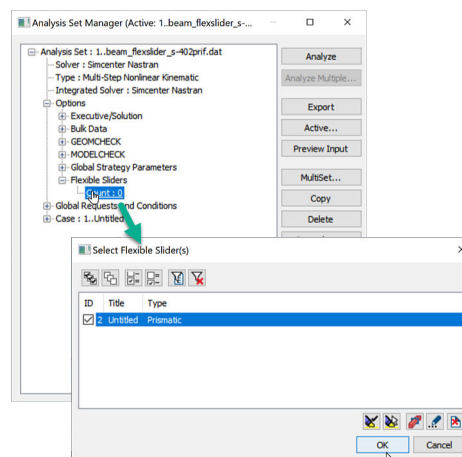 Analysis Set Manager (Active: 1..beam_flexslider_s-...
Analysis Set : 1..beam_flexslider_s-402prif.dat
Solver : Simcenter Nastran
Type : Multi-Step Nonlinear Kinematic
Integrated Solver : Simcenter Nastran
Options
Executive/Solution
Bulk Data
GEOMCHECK
MODELCHECK
Global Strategy Parameters
Flexible Sliders
Count : 0
Global Requests and Conditions
Case : 1..Untitled
Analyze
Analyze Multiple...
Export
Active...
Preview Input
MultiSet...
Copy
Delete
Select Flexible Slider(s)
ID Title Type
2 Untitled Prismatic
OK Cancel